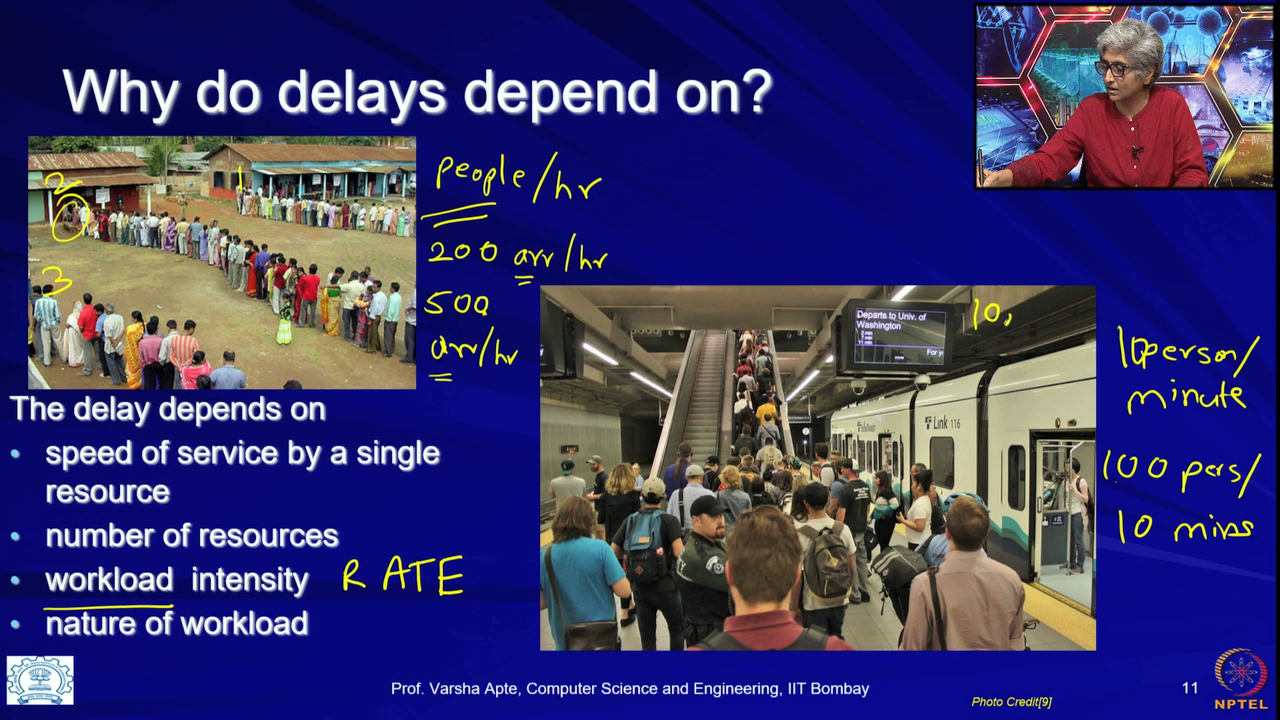 Why do delays depend on?
2
1
3
people/hr
200 arr/hr
500
arr/hr
Departs to Univ. of
Washington
10,
Link 116
10person/
minute
100 pers/
10 mins
The delay depends on
• speed of service by a single
resource
• number of resources
• workload intensity RATE
• nature of workload
Prof. Varsha Apte, Computer Science and Engineering, IIT Bombay
11
Photo Credit[9]
NPTEL